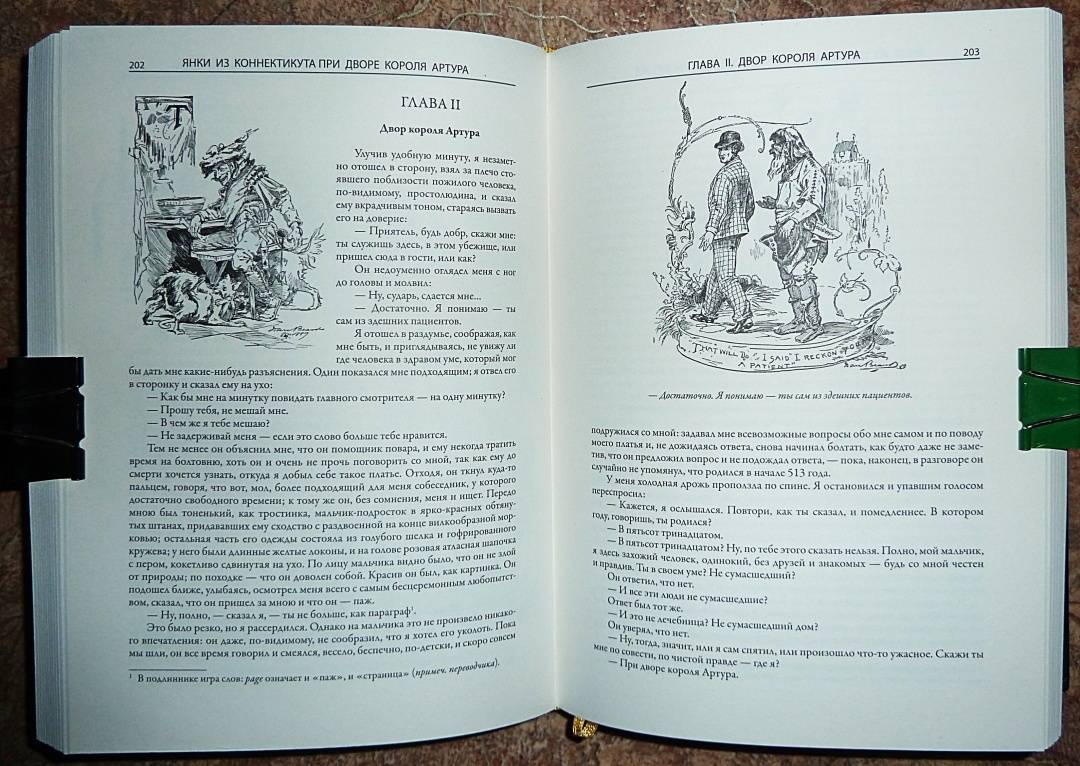 202
ЯНКИ ИЗ КОННЕКТИКУТА ПРИ ДВОРЕ КОРОЛЯ АРТУРА
Т
ГЛАВА II
Двор короля Артура
Улучив удобную минуту, я незамет-
но отошел в сторону, взял за плечо сто-
явшего поблизости пожилого человека,
по-видимому, простолюдина, и сказал
ему вкрадчивым тоном, стараясь вызвать
его на доверие:
— Приятель, будь добр, скажи мне:
ты служишь здесь, в этом убежище, или
пришел сюда в гости, или как?
Он недоуменно оглядел меня с ног
до головы и молвил:
— Ну, сударь, сдается мне...
— Достаточно. Я понимаю — ты
сам из здешних пациентов.
Я отошел в раздумье, соображая, как
мне быть, и приглядываясь, не увижу ли
где человека в здравом уме, который мог
бы дать мне какие-нибудь разъяснения. Один показался мне подходящим; я отвел его
в сторонку и сказал ему на ухо:
— Как бы мне на минутку повидать главного смотрителя — на одну минутку?
— Прошу тебя, не мешай мне.
— В чем же я тебе мешаю?
— Не задерживай меня — если это слово больше тебе нравится.
Тем не менее он объяснил мне, что он помощник повара, и ему некогда тратить
время на болтовню, хоть он и очень не прочь поговорить со мной, так как ему до
смерти хочется узнать, откуда я добыл себе такое платье. Отходя, он ткнул куда-то
пальцем, говоря, что вот, мол, более подходящий для меня собеседник, у которого
достаточно свободного времени; к тому же он, без сомнения, меня и ищет. Передо
мною был тоненький, как тростинка, мальчик-подросток в ярко-красных обтяну-
тых штанах, придававших ему сходство с раздвоенной на конце вилкообразной мор-
ковью; остальная часть его одежды состояла из голубого шелка и гофрированного
кружева; у него были длинные желтые локоны, и на голове розовая атласная шапочка
с пером, кокетливо сдвинутая на ухо. По лицу мальчика видно было, что он не злой
от природы; по походке — что он доволен собой. Красив он был, как картинка. Он
подошел ближе, улыбаясь, осмотрел меня всего с самым бесцеремонным любопытст-
вом, сказал, что он пришел за мною и что он — паж.
— Ну, полно, — сказал я, — ты не больше, как параграф¹.
Это было резко, но я рассердился. Однако на мальчика это не произвело никако-
го впечатления: он даже, по-видимому, не сообразил, что я хотел его уколоть. Пока
мы шли, он все время говорил и смеялся, весело, беспечно, по-детски, и скоро совсем
¹ В подлиннике игра слов: page означает и «паж», и «страница» (примеч. переводчика).
ГЛАВА II. ДВОР КОРОЛЯ АРТУРА
203
THAT WILL DO "I SAID" I RECKON
A PATIENT"
— Достаточно. Я понимаю — ты сам из здешних пациентов.
подружился со мной: задавал мне всевозможные вопросы обо мне самом и по поводу
моего платья и, не дожидаясь ответа, снова начинал болтать, как будто даже не заме-
тив, что он предложил вопрос и не подождал ответа, — пока, наконец, в разговоре он
случайно не упомянул, что родился в начале 513 года.
У меня холодная дрожь проползла по спине. Я остановился и упавшим голосом
переспросил:
— Кажется, я ослышался. Повтори, как ты сказал, и помедленнее. В котором
году, говоришь, ты родился?
— В пятьсот тринадцатом.
— В пятьсот тринадцатом? Ну, по тебе этого сказать нельзя. Полно, мой мальчик,
я здесь захожий человек, одинокий, без друзей и знакомых — будь со мной честен
и правдив. Ты в своем уме? Не сумасшедший?
Он ответил, что нет.
— И все эти люди не сумасшедшие?
Ответ был тот же.
— И это не лечебница? Не сумасшедший дом?
Он уверял, что нет.
— Ну, тогда, значит, или я сам спятил, или произошло что-то ужасное. Скажи ты
мне по совести, по чистой правде — где я?
— При дворе короля Артура.